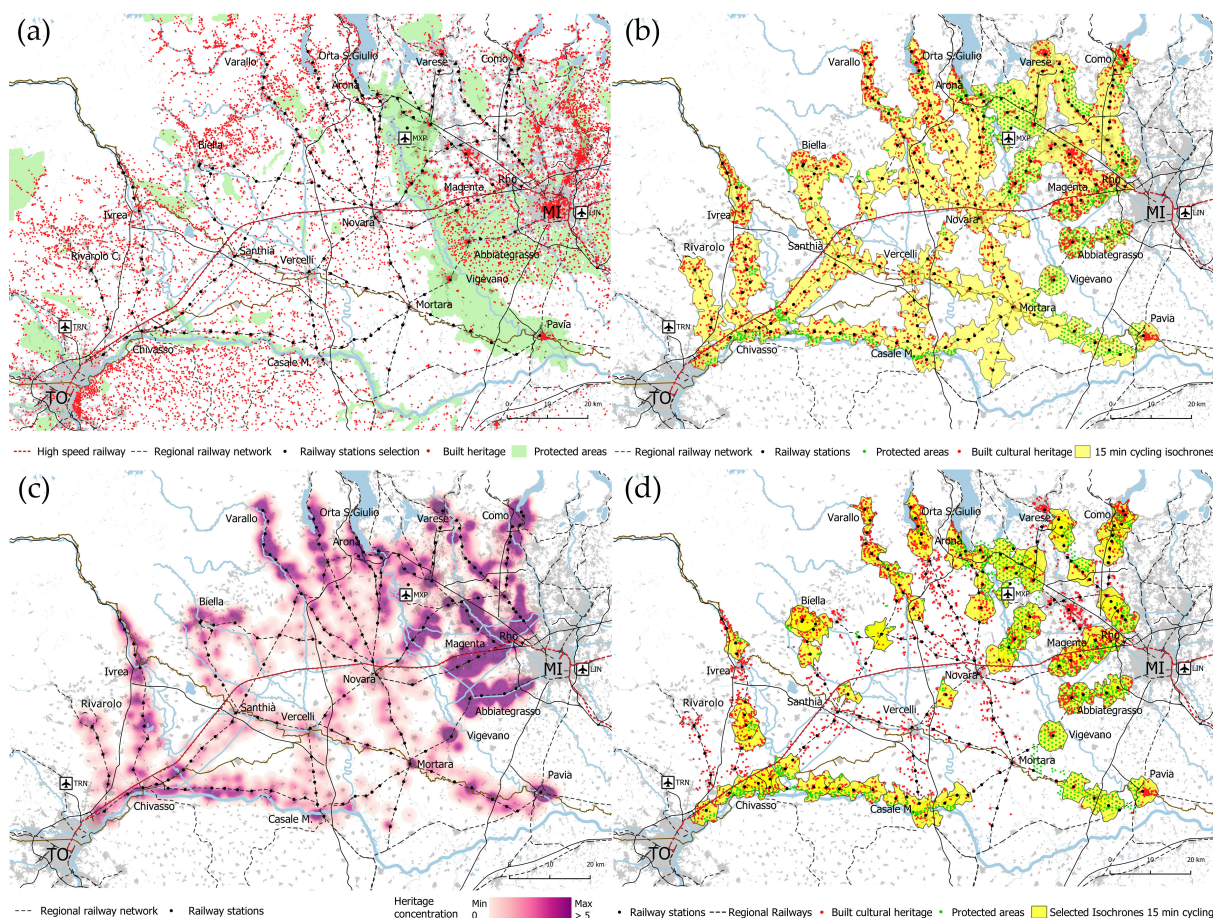 (a)
Varallo
Orta S.Giulio
Varese
Como
Arona
MXP
Biella
Rho
Magenta
MI
LIN
Ivrea
Novara
Santhià
Abbiategrasso
Rivarolo C.
Vercelli
Vigevano
Mortara
TRN
Pavia
Chivasso
Casale M.
TO
0 10 20 km
High speed railway Regional railway network Railway stations selection Built heritage Protected areas
(b)
Varallo
Orta S.Giulio
Varese
Como
Arona
MXP
Biella
Rho
Magenta
MI
LIN
Ivrea
Novara
Santhià
Abbiategrasso
Rivarolo
Vercelli
Vigevano
Mortara
TRN
Pavia
Chivasso
Casale M.
TO
0 10 20 km
Regional railway network Railway stations Protected areas Built cultural heritage 15 min cycling isochrones
(c)
Varallo
Orta S.Giulio
Varese
Como
Arona
MXP
Biella
Rho
Magenta
MI
LIN
Ivrea
Novara
Santhià
Abbiategrasso
Rivarolo
Vercelli
Vigevano
Mortara
TRN
Pavia
Chivasso
Casale M.
TO
0 10 20 km
Regional railway network Railway stations
Heritage concentration Min 0 Max > 5
(d)
Varallo
Orta S.Giulio
Varese
Como
Arona
MXP
Biella
Rho
Magenta
MI
LIN
Ivrea
Novara
Santhià
Abbiategrasso
Rivarolo
Vercelli
Vigevano
Mortara
TRN
Pavia
Chivasso
Casale M.
TO
0 10 20 km
Railway stations Regional Railways Built cultural heritage Protected areas Selected Isochrones 15 min cycling